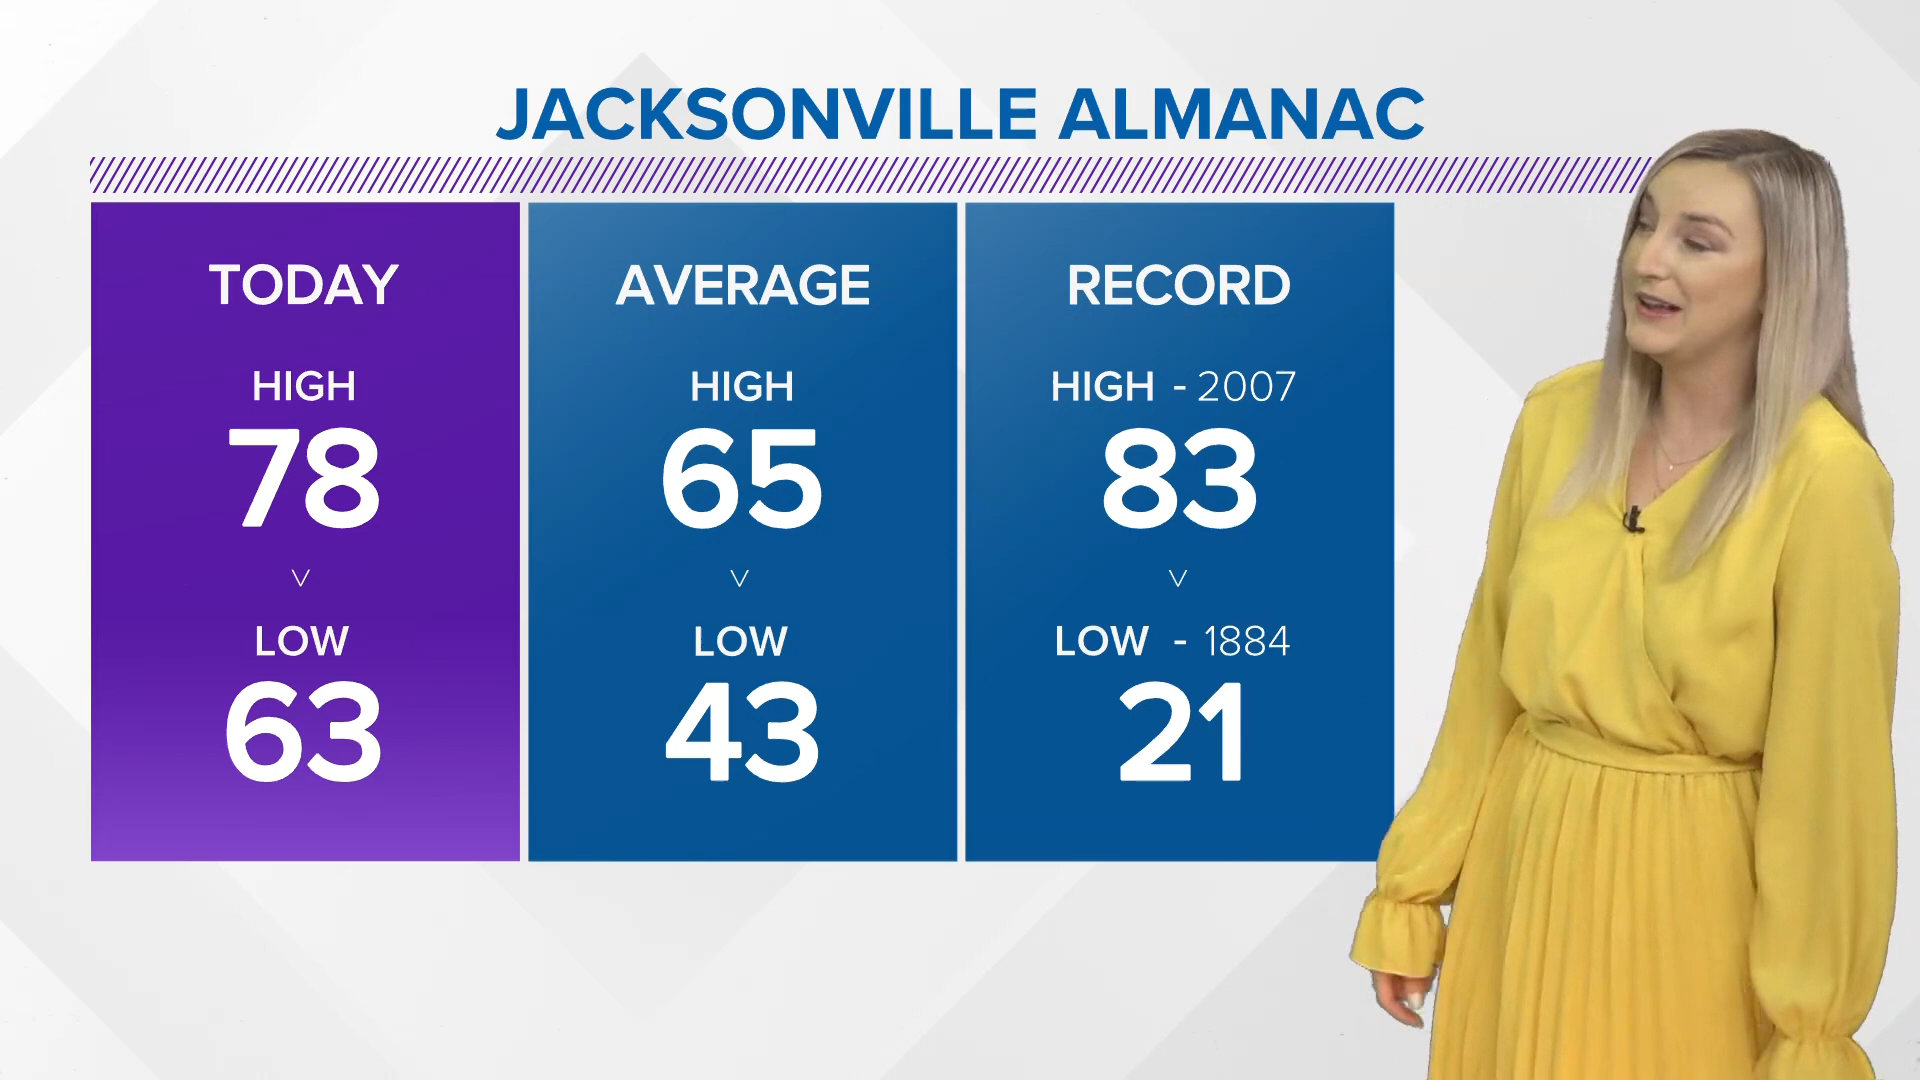 JACKSONVILLE ALMANAC
TODAY
HIGH
78
LOW
63
AVERAGE
HIGH
65
LOW
43
RECORD
HIGH - 2007
83
LOW - 1884
21